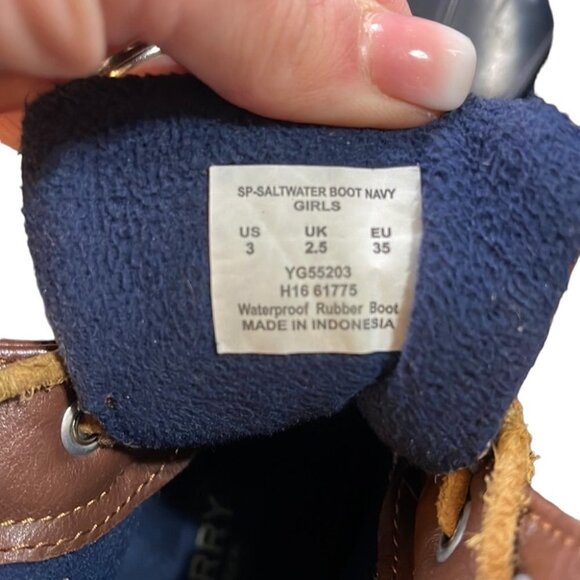 SP-SALTWATER BOOT NAVY
GIRLS
US UK EU
3 2.5 35
YG55203
H16 61775
Waterproof Rubber Boot
MADE IN INDONESIA
RRY